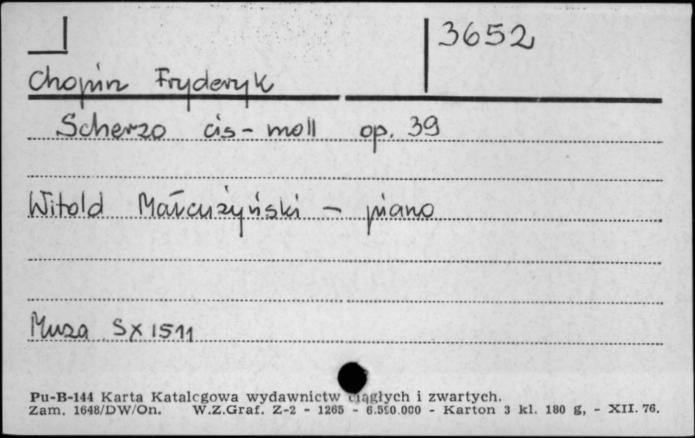 3652
Chopin Fryderyk
Scherzo cis-moll op. 39
Witold Małcużyński - piano
Muza SX 1511
Pu-B-144 Karta Katalogowa wydawnictw ciągłych i zwartych.
Zam. 1648/DW/On. W.Z.Graf. Z-2 - 1265 - 6.500.000 - Karton 3 kl. 180 g, - XII. 76.